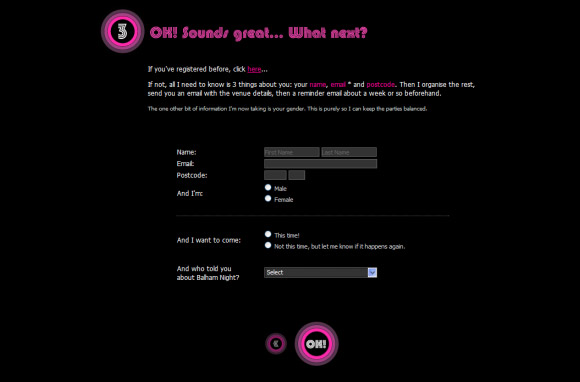 3
OH! Sounds great... What next?
If you've registered before, click here...
If not, all I need to know is 3 things about you: your name, email * and postcode. Then I organise the rest,
send you an email with the venue details, then a reminder email about a week or so beforehand.
The one other bit of information I'm now taking is your gender. This is purely so I can keep the parties balanced.
Name: First Name Last Name
Email:
Postcode:
And I'm: Male
Female
And I want to come: This time!
Not this time, but let me know if it happens again.
And who told you
about Balham Night? Select
OH!